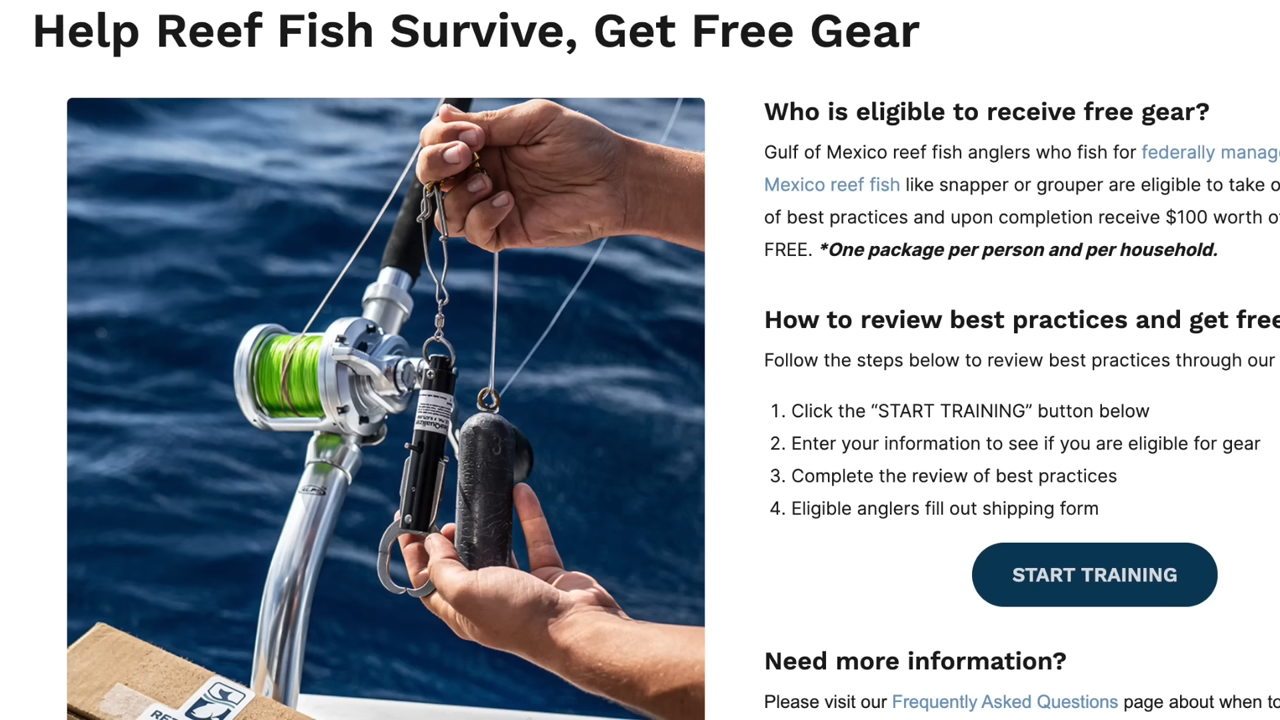 Help Reef Fish Survive, Get Free Gear
Who is eligible to receive free gear?
Gulf of Mexico reef fish anglers who fish for federally manag
Mexico reef fish like snapper or grouper are eligible to take o
of best practices and upon completion receive $100 worth o
FREE. *One package per person and per household.
How to review best practices and get free
Follow the steps below to review best practices through our
1. Click the “START TRAINING” button below
2. Enter your information to see if you are eligible for gear
3. Complete the review of best practices
4. Eligible anglers fill out shipping form
START TRAINING
Need more information?
Please visit our Frequently Asked Questions page about when to